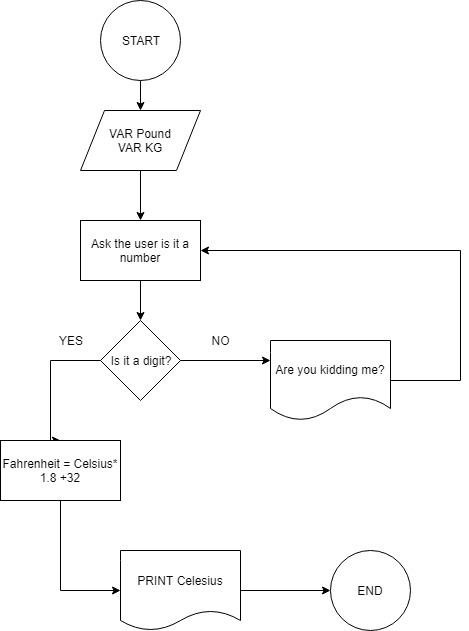 START
VAR Pound
VAR KG
Ask the user is it a
number
YES
NO
Is it a digit?
Are you kidding me?
Fahrenheit = Celsius*
1.8 +32
PRINT Celesius
END